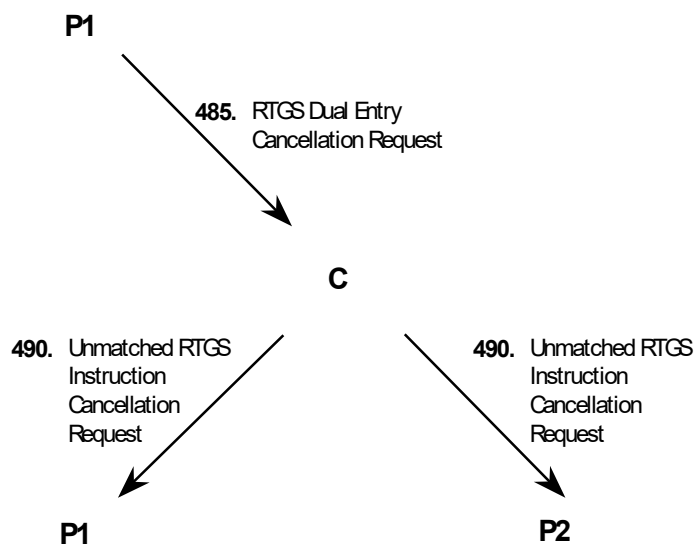 P1
485. RTGS Dual Entry
Cancellation Request
C
490. Unmatched RTGS
Instruction
Cancellation
Request
490. Unmatched RTGS
Instruction
Cancellation
Request
P1
P2